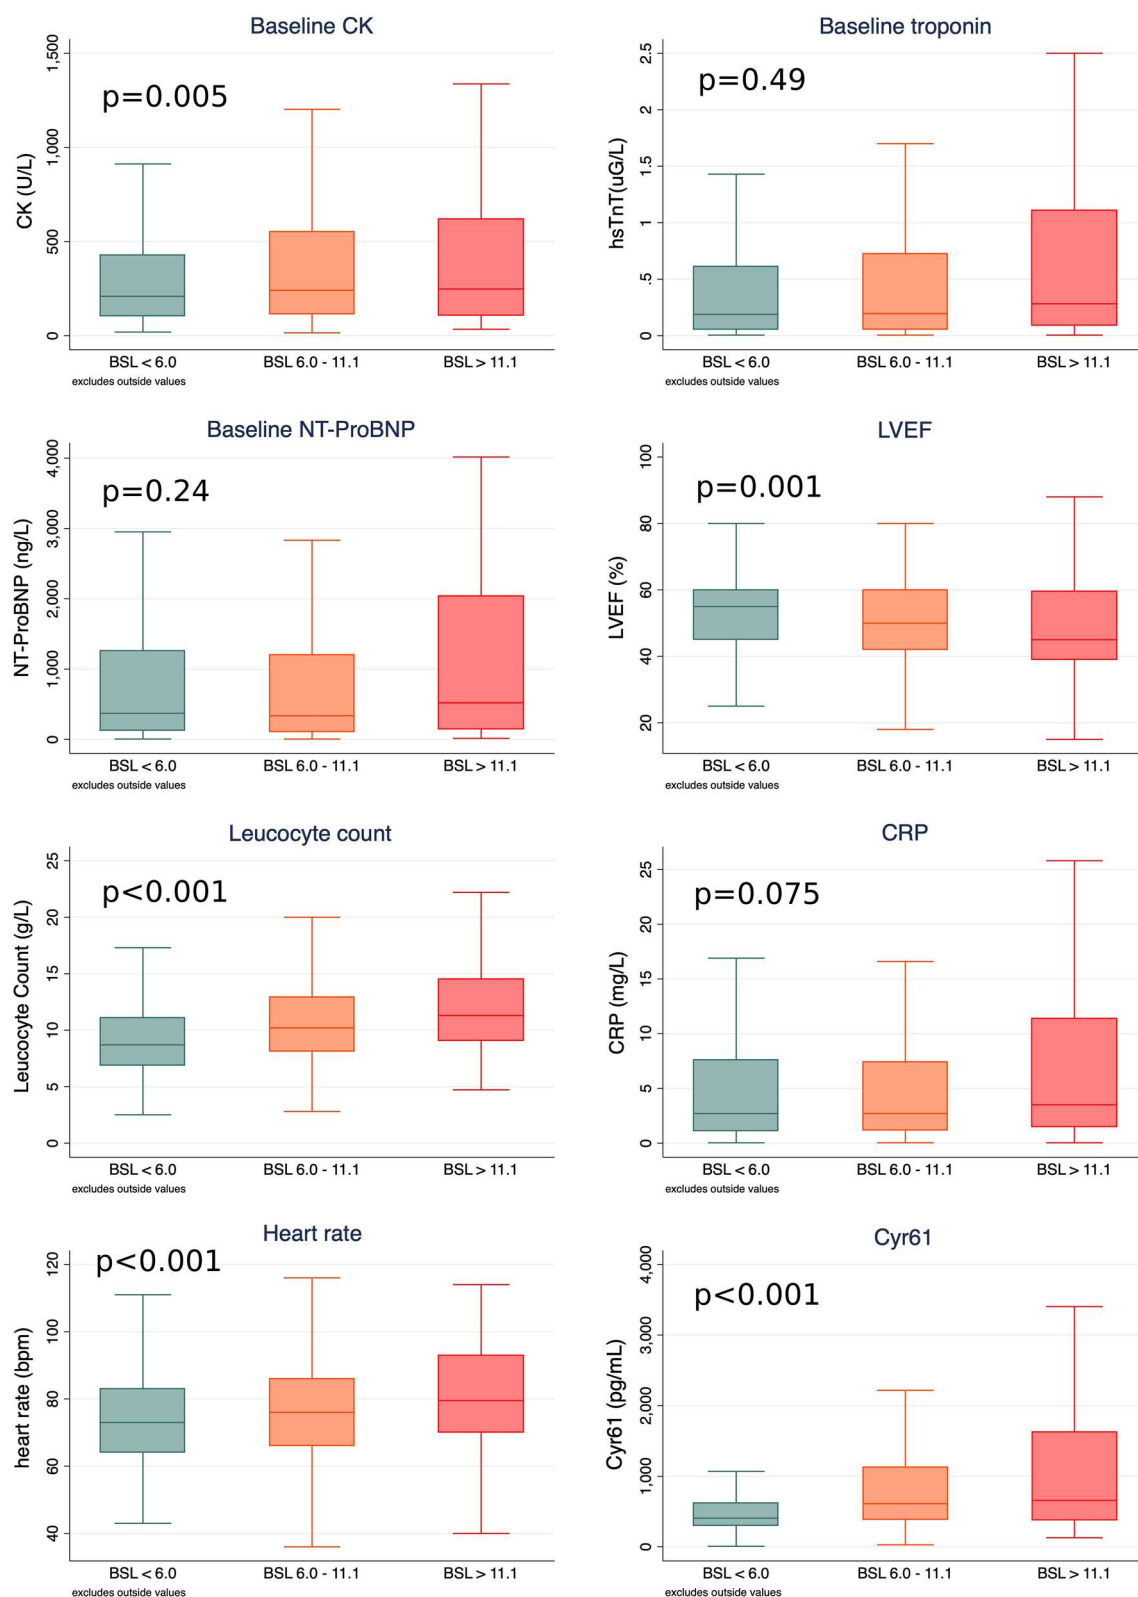 Baseline CK
p=0.005
CK (U/L)
1,500
1,000
500
0
BSL < 6.0 BSL 6.0 - 11.1 BSL > 11.1
excludes outside values
Baseline troponin
p=0.49
hsTnT(uG/L)
2.5
2
1.5
1
.5
0
BSL < 6.0 BSL 6.0 - 11.1 BSL > 11.1
excludes outside values
Baseline NT-ProBNP
p=0.24
NT-ProBNP (ng/L)
4,000
3,000
2,000
1,000
0
BSL < 6.0 BSL 6.0 - 11.1 BSL > 11.1
excludes outside values
LVEF
p=0.001
LVEF (%)
100
80
60
40
20
BSL < 6.0 BSL 6.0 - 11.1 BSL > 11.1
excludes outside values
Leucocyte count
p<0.001
Leucocyte Count (g/L)
25
20
15
10
5
0
BSL < 6.0 BSL 6.0 - 11.1 BSL > 11.1
excludes outside values
CRP
p=0.075
CRP (mg/L)
25
20
15
10
5
0
BSL < 6.0 BSL 6.0 - 11.1 BSL > 11.1
excludes outside values
Heart rate
p<0.001
heart rate (bpm)
120
100
80
60
40
BSL < 6.0 BSL 6.0 - 11.1 BSL > 11.1
excludes outside values
Cyr61
p<0.001
Cyr61 (pg/mL)
4,000
3,000
2,000
1,000
0
BSL < 6.0 BSL 6.0 - 11.1 BSL > 11.1
excludes outside values